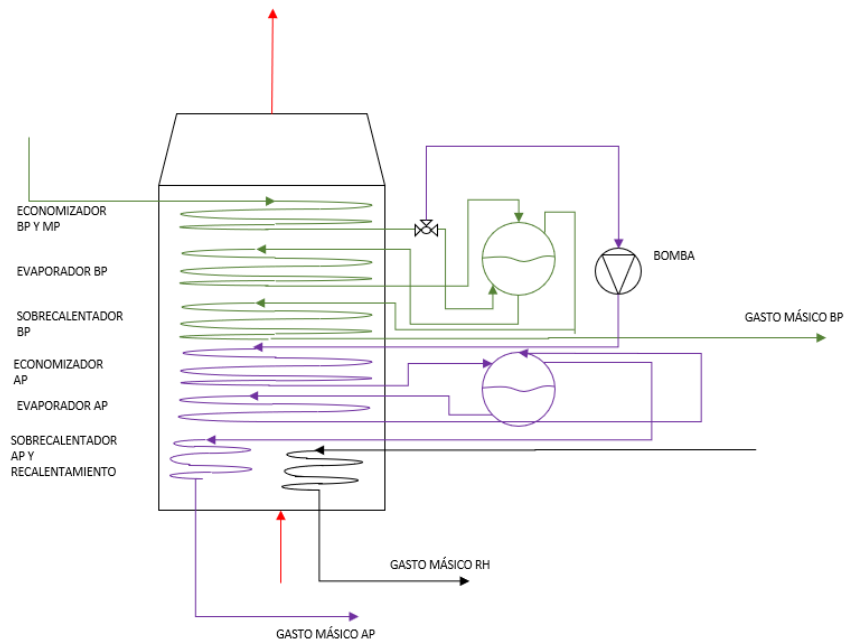 ECONOMIZADOR
BP Y MP
EVAPORADOR BP
SOBRECALENTADOR
BP
ECONOMIZADOR
AP
EVAPORADOR AP
SOBRECALENTADOR
AP Y
RECALENTAMIENTO
BOMBA
GASTO MÁSICO BP
GASTO MÁSICO RH
GASTO MÁSICO AP